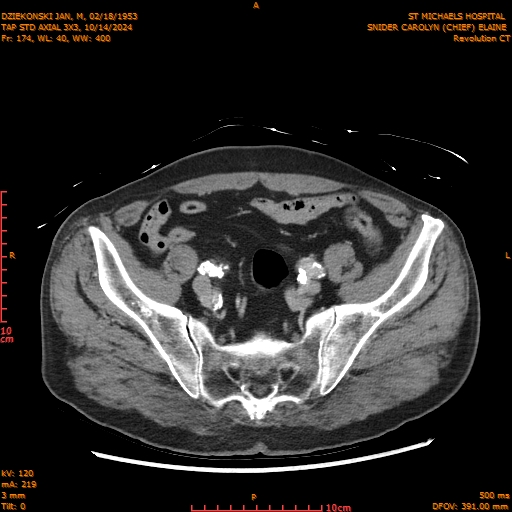 A
DZIEKONSKI JAN, M, 02/18/1953
TAP STD AXIAL 3X3, 10/14/2024
Fr: 174, WL: 40, WW: 400
ST MICHAELS HOSPITAL
SNIDER CAROLYN (CHIEF) ELAINE
Revolution CT
R
L
10
cm
kV: 120
mA: 219
3 mm
Tilt: 0
P
10cm
500 ms
DFOV: 391.00 mm